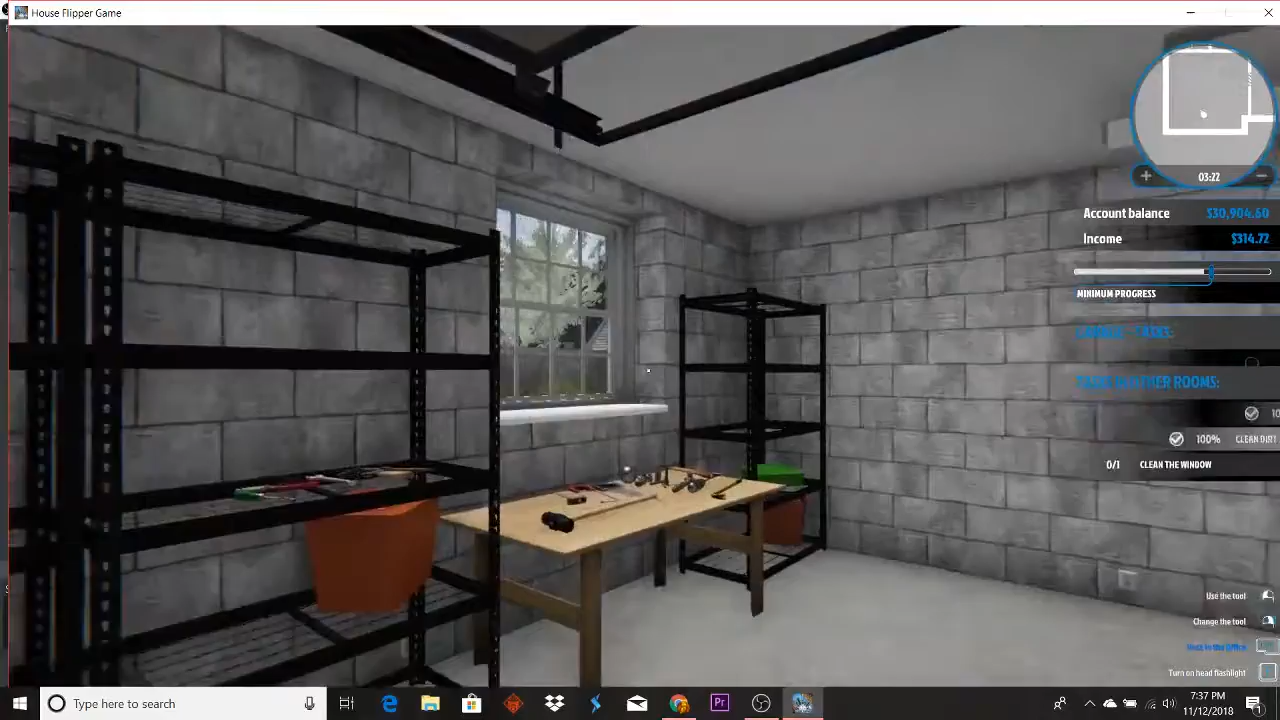 House Flipper Game
03:22
Account balance $30,904.60
Income $314.72
MINIMUM PROGRESS
ROOMS:
100% CLEAN DIRT
0/1 CLEAN THE WINDOW
Use the tool
Change the tool
Turn on head flashlight
Type here to search
Pr
7:37 PM
11/12/2018